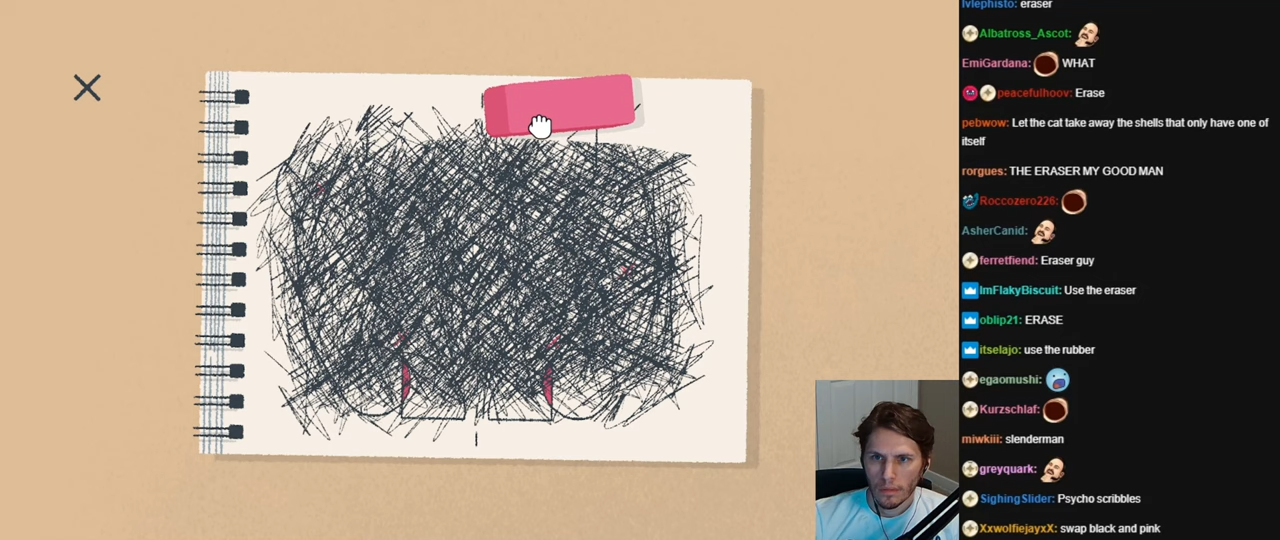 lvlephisto: eraser
Albatross_Ascot:
EmiGardana: WHAT
peacefulhoov: Erase
pebwow: Let the cat take away the shells that only have one of
itself
rorgues: THE ERASER MY GOOD MAN
Roccozero226:
AsherCanid:
ferretfiend: Eraser guy
ImFlakyBiscuit: Use the eraser
oblip21: ERASE
itselajo: use the rubber
egaomushi:
Kurzschlaf:
miwkiii: slenderman
greyquark:
SighingSlider: Psycho scribbles
XxwolfiejayxX: swap black and pink